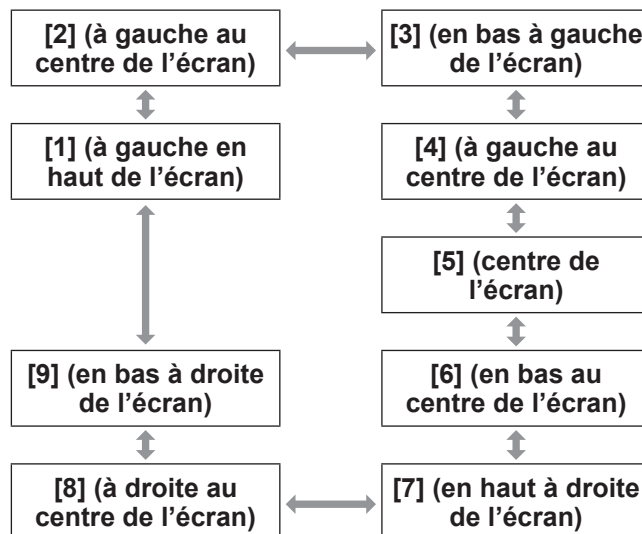 [2] (à gauche au
centre de l’écran)
[3] (en bas à gauche
de l’écran)
[1] (à gauche en
haut de l’écran)
[4] (à gauche au
centre de l’écran)
[5] (centre de
l’écran)
[9] (en bas à droite
de l’écran)
[6] (en bas au
centre de l’écran)
[8] (à droite au
centre de l’écran)
[7] (en haut à droite
de l’écran)